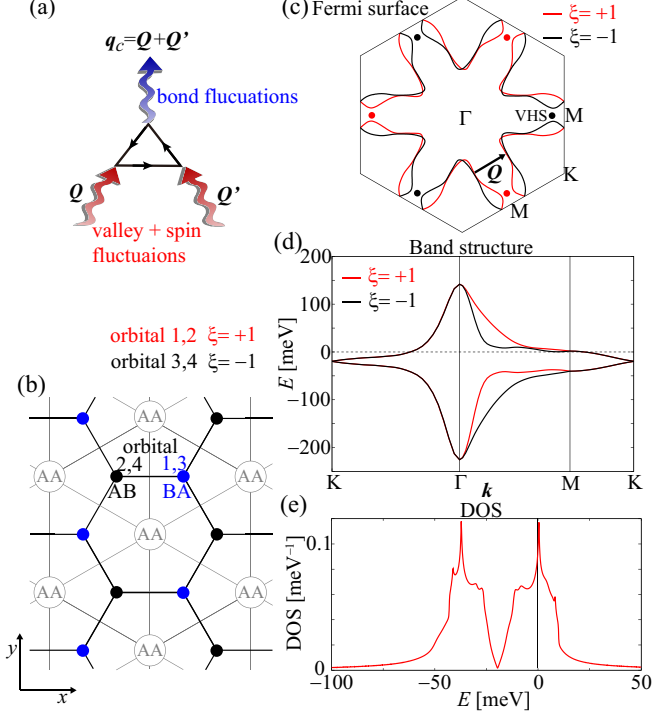 (a)
q_c=Q+Q’
bond flucuations
Q
Q’
valley + spin
fluctuaions
orbital 1,2 ξ= +1
orbital 3,4 ξ= −1
(b)
AA
AA
AA
orbital
2,4
1,3
AA
AB
BA
AA
AA
AA
AA
AA
y
x
(c)
Fermi surface
ξ= +1
ξ= −1
Γ
VHS
M
Q
K
M
(d)
Band structure
ξ= +1
ξ= −1
E [meV]
200
100
0
−100
−200
K
Γ
k
M
K
(e)
DOS
DOS [meV⁻¹]
0.1
0
−100
−50
0
50
E [meV]